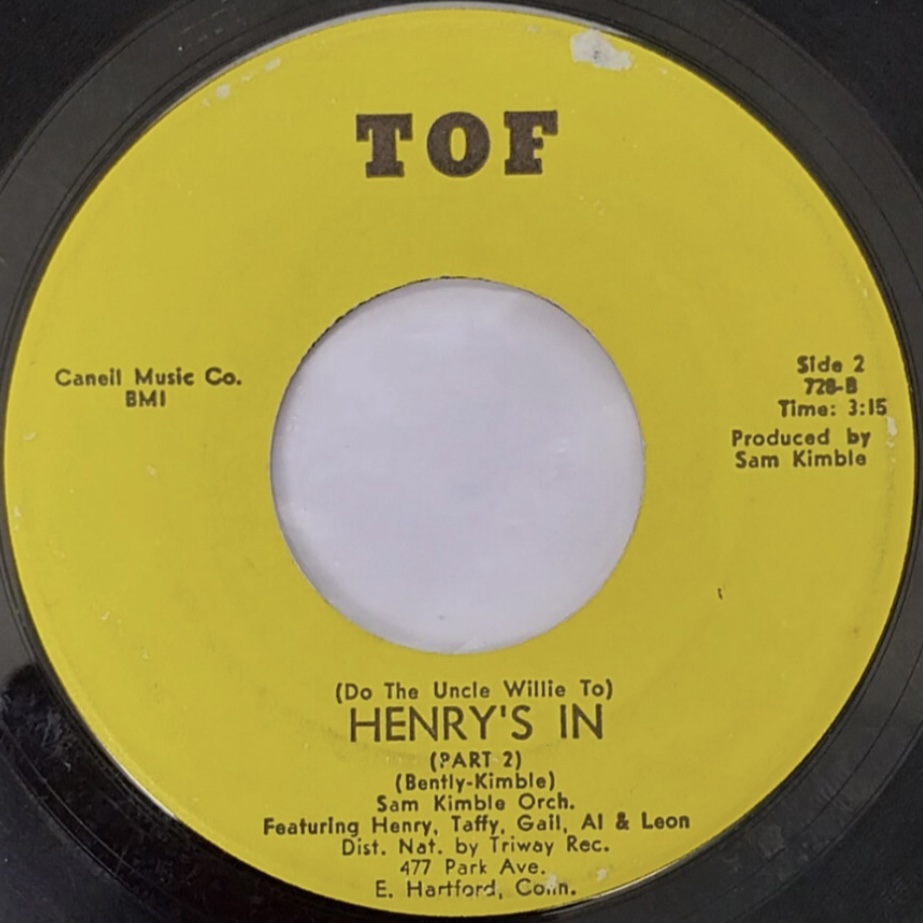 TOF
Caneil Music Co.
BMI
Side 2
728-B
Time: 3:15
Produced by
Sam Kimble
(Do The Uncle Willie To)
HENRY'S IN
(PART 2)
(Bently-Kimble)
Sam Kimble Orch.
Featuring Henry, Taffy, Gail, Al & Leon
Dist. Nat. by Triway Rec.
477 Park Ave.
E. Hartford, Conn.